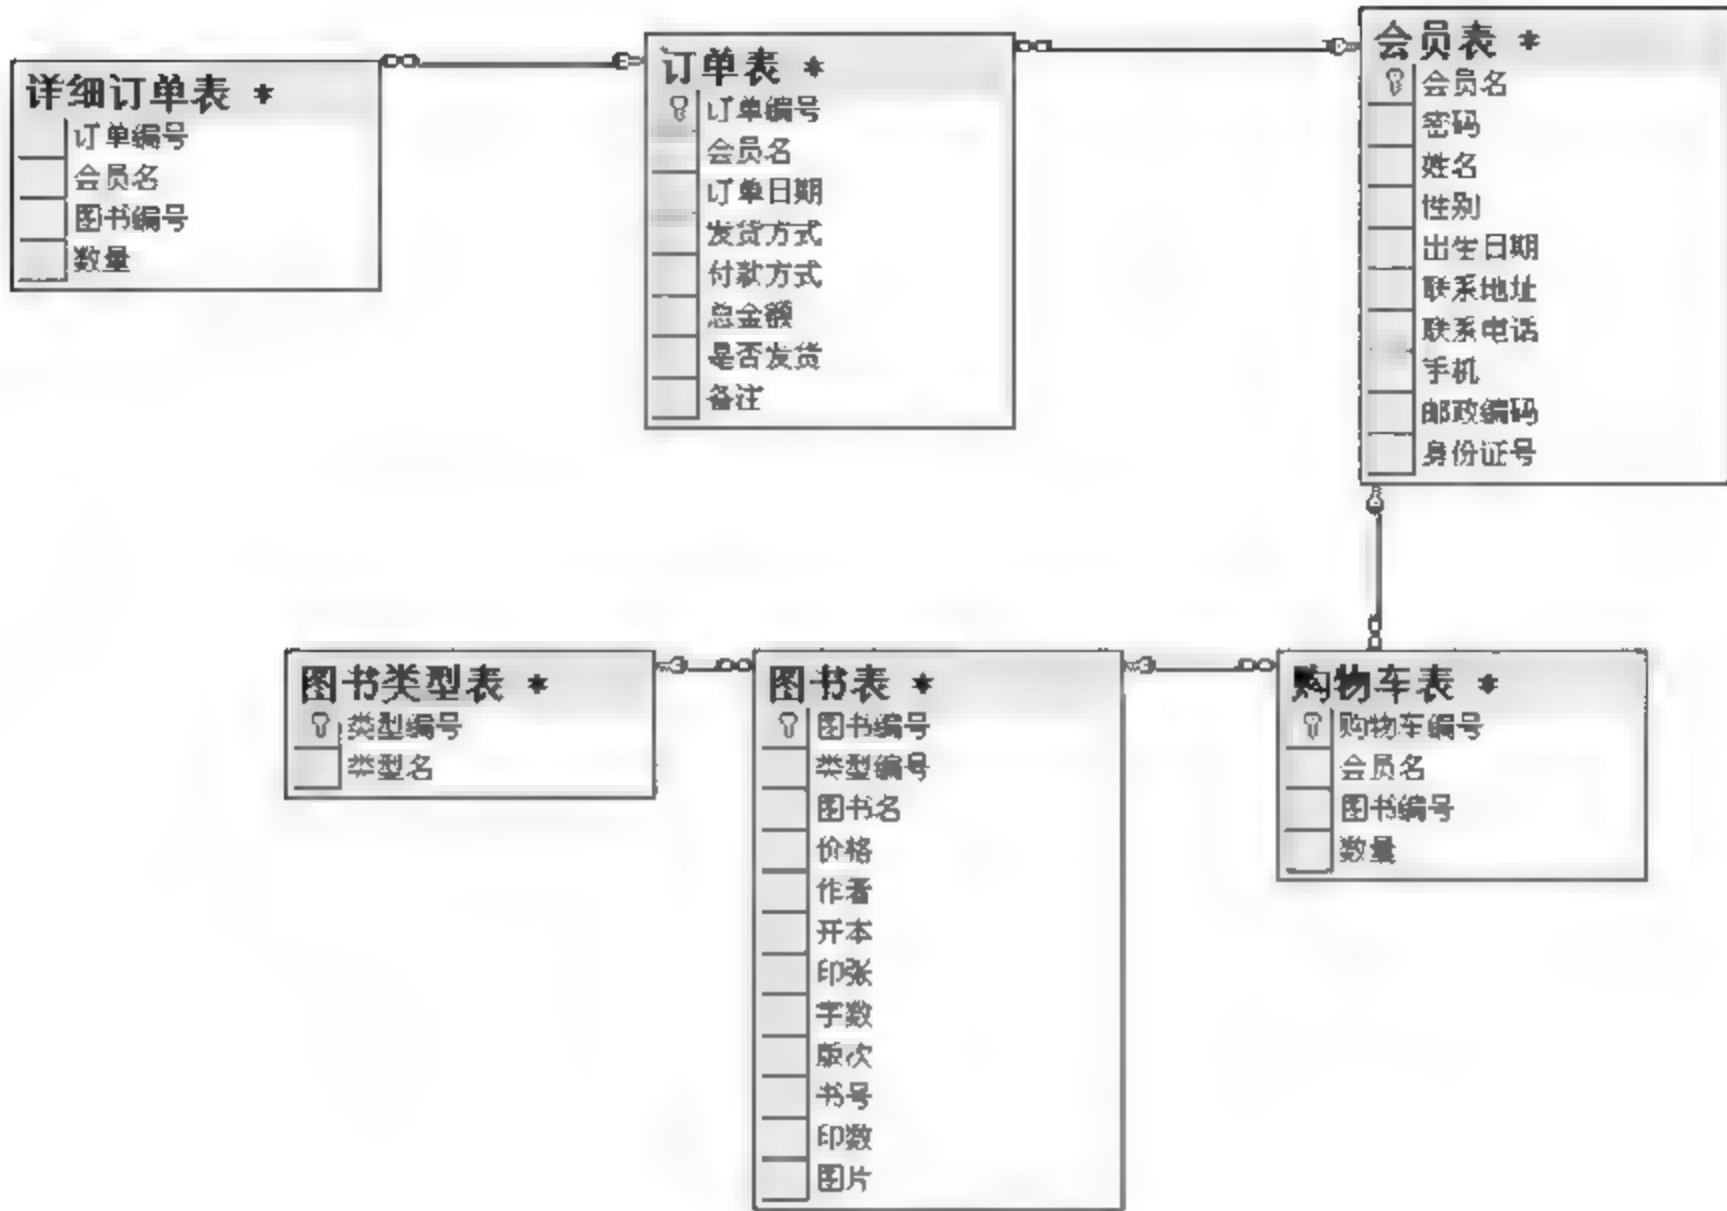 详细订单表 *
订单编号
会员名
图书编号
数量
订单表 *
订单编号
会员名
订单日期
发货方式
付款方式
总金额
是否发货
备注
会员表 *
会员名
密码
姓名
性别
出生日期
联系地址
联系电话
手机
邮政编码
身份证号
图书类型表 *
类型编号
类型名
图书表 *
图书编号
类型编号
图书名
价格
作者
开本
印张
字数
版次
书号
印数
图片
购物车表 *
购物车编号
会员名
图书编号
数量